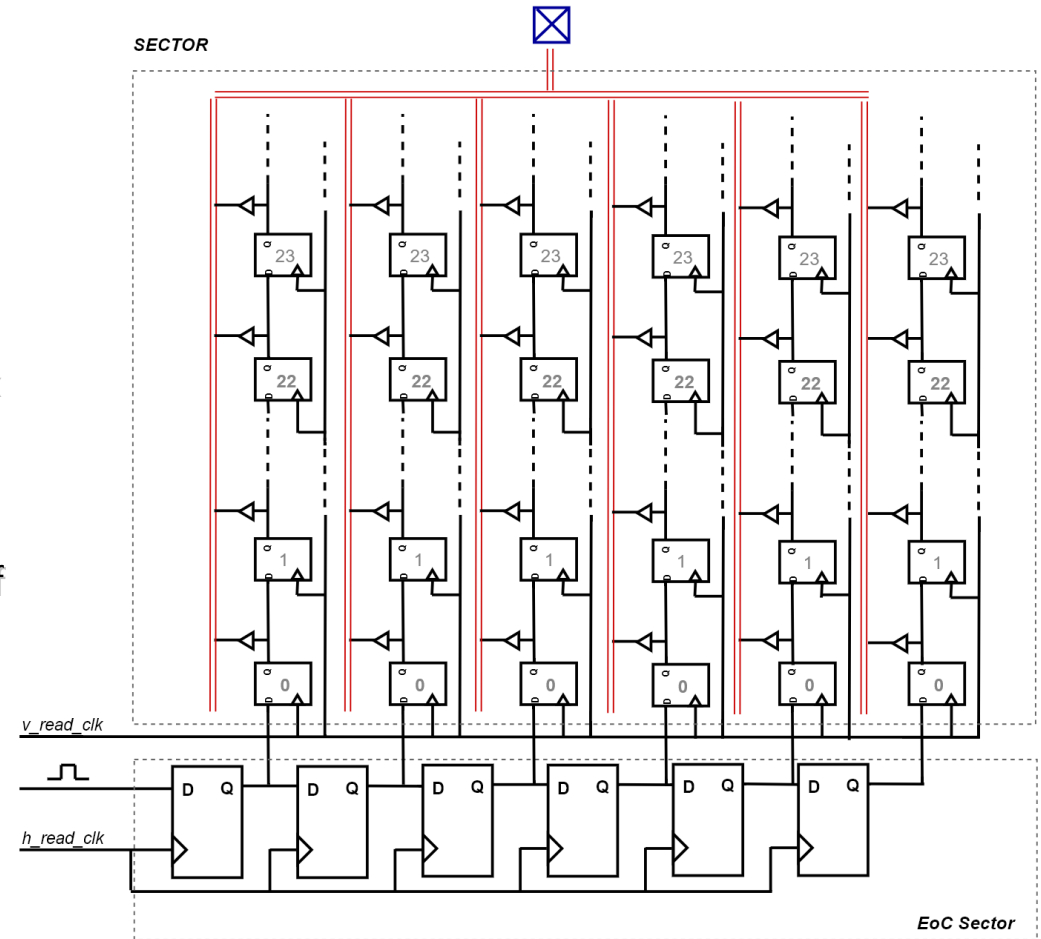 SECTOR
Q 23 Q 23 Q 23 Q 23 Q 23 Q 23
D D D D D D
Q 22 Q 22 Q 22 Q 22 Q 22 Q 22
D D D D D D
Q 1 Q 1 Q 1 Q 1 Q 1 Q 1
D D D D D D
Q 0 Q 0 Q 0 Q 0 Q 0 Q 0
D D D D D D
v_read_clk
D Q D Q D Q D Q D Q D Q
h_read_clk
EoC Sector